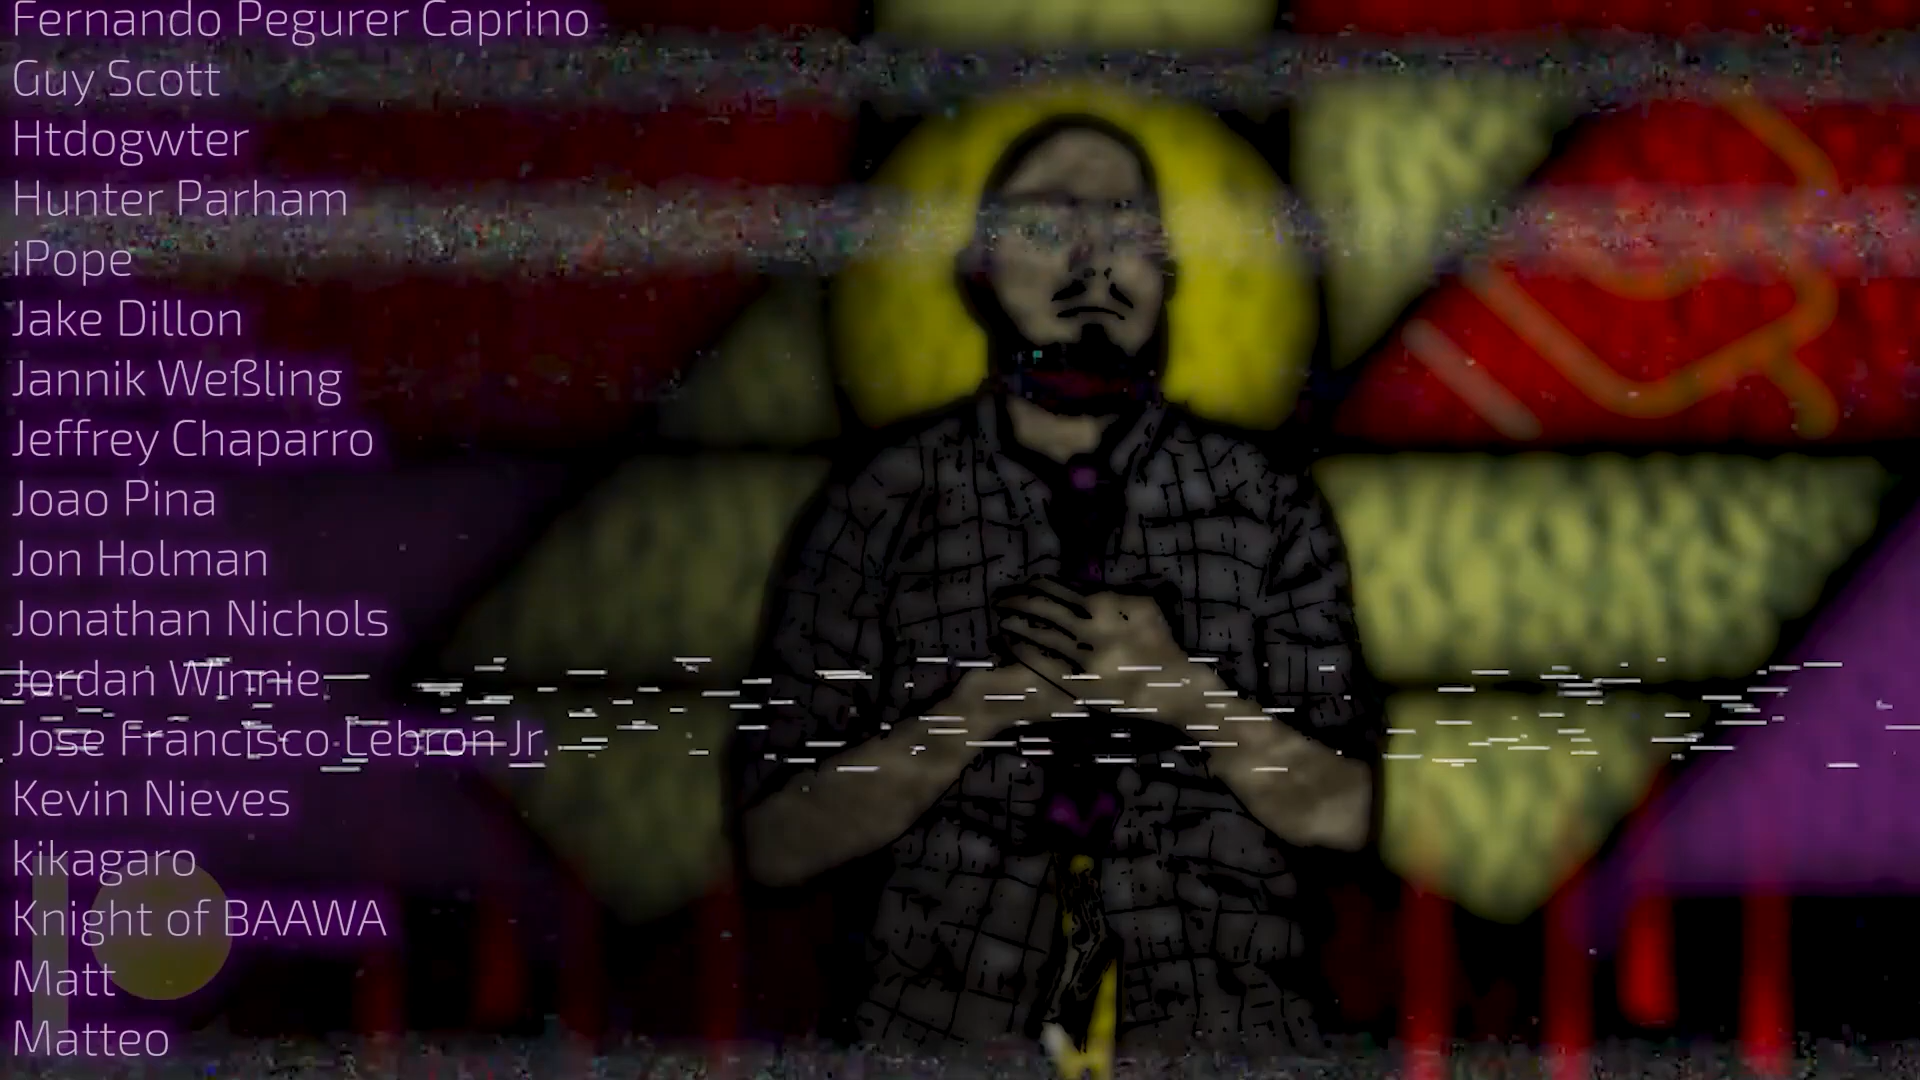 Fernando Pegurer Caprino
Guy Scott
Htdogwter
Hunter Parham
iPope
Jake Dillon
Jannik Weßling
Jeffrey Chaparro
Joao Pina
Jon Holman
Jonathan Nichols
Jordan Winnie
Jose Francisco Lebron Jr.
Kevin Nieves
kikagaro
Knight of BAAWA
Matt
Matteo